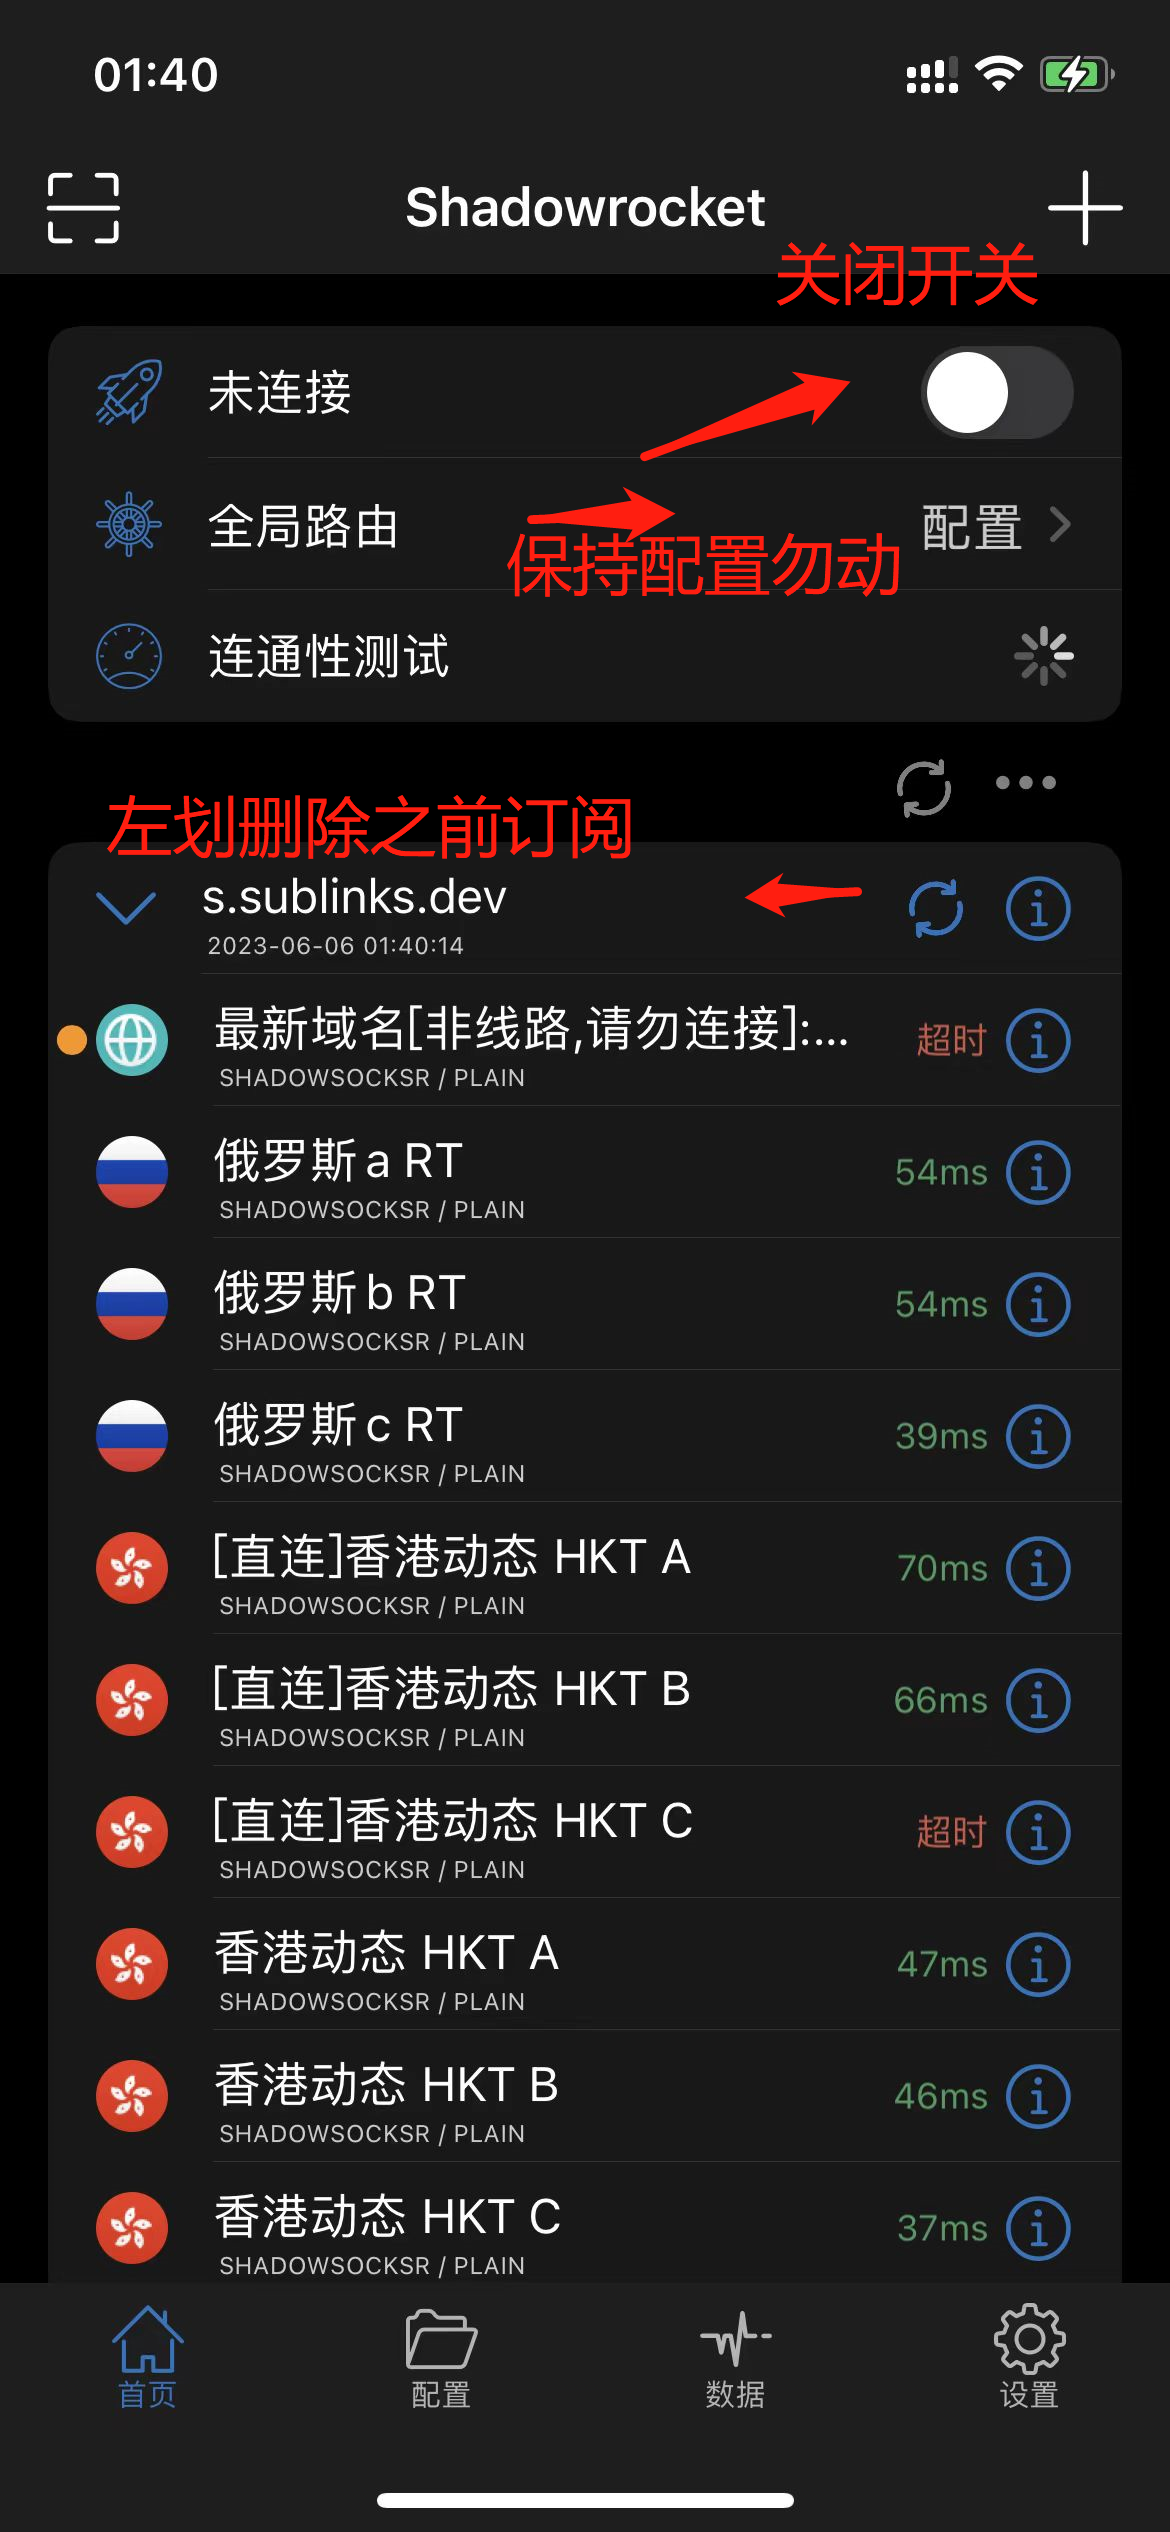 01:40
Shadowrocket
关闭开关
未连接
全局路由
配置
保持配置勿动
连通性测试
左划删除之前订阅
s.sublinks.dev
2023-06-06 01:40:14
最新域名[非线路,请勿连接]:...
超时
SHADOWSOCKSR / PLAIN
俄罗斯a RT
54ms
SHADOWSOCKSR / PLAIN
俄罗斯b RT
54ms
SHADOWSOCKSR / PLAIN
俄罗斯c RT
39ms
SHADOWSOCKSR / PLAIN
[直连]香港动态 HKT A
70ms
SHADOWSOCKSR / PLAIN
[直连]香港动态 HKT B
66ms
SHADOWSOCKSR / PLAIN
[直连]香港动态 HKT C
超时
SHADOWSOCKSR / PLAIN
香港动态 HKT A
47ms
SHADOWSOCKSR / PLAIN
香港动态 HKT B
46ms
SHADOWSOCKSR / PLAIN
香港动态 HKT C
37ms
SHADOWSOCKSR / PLAIN
首页
配置
数据
设置